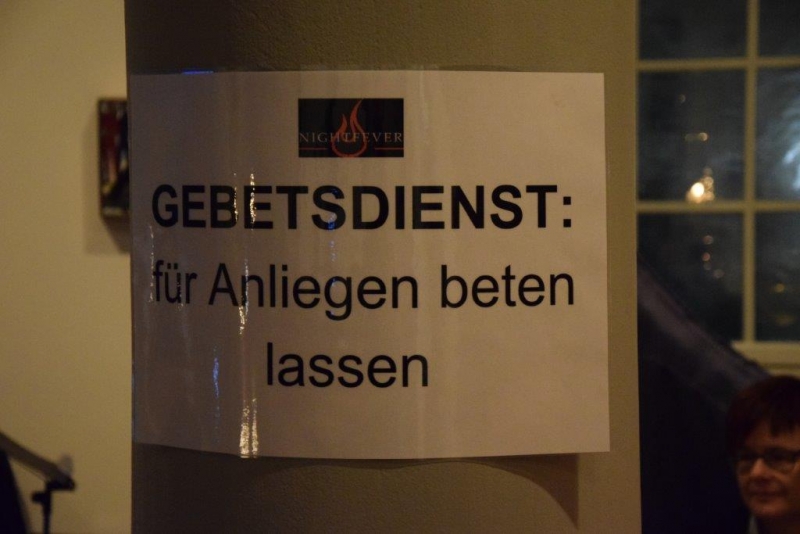 NIGHTFEVER
GEBETSDIENST:
für Anliegen beten
lassen